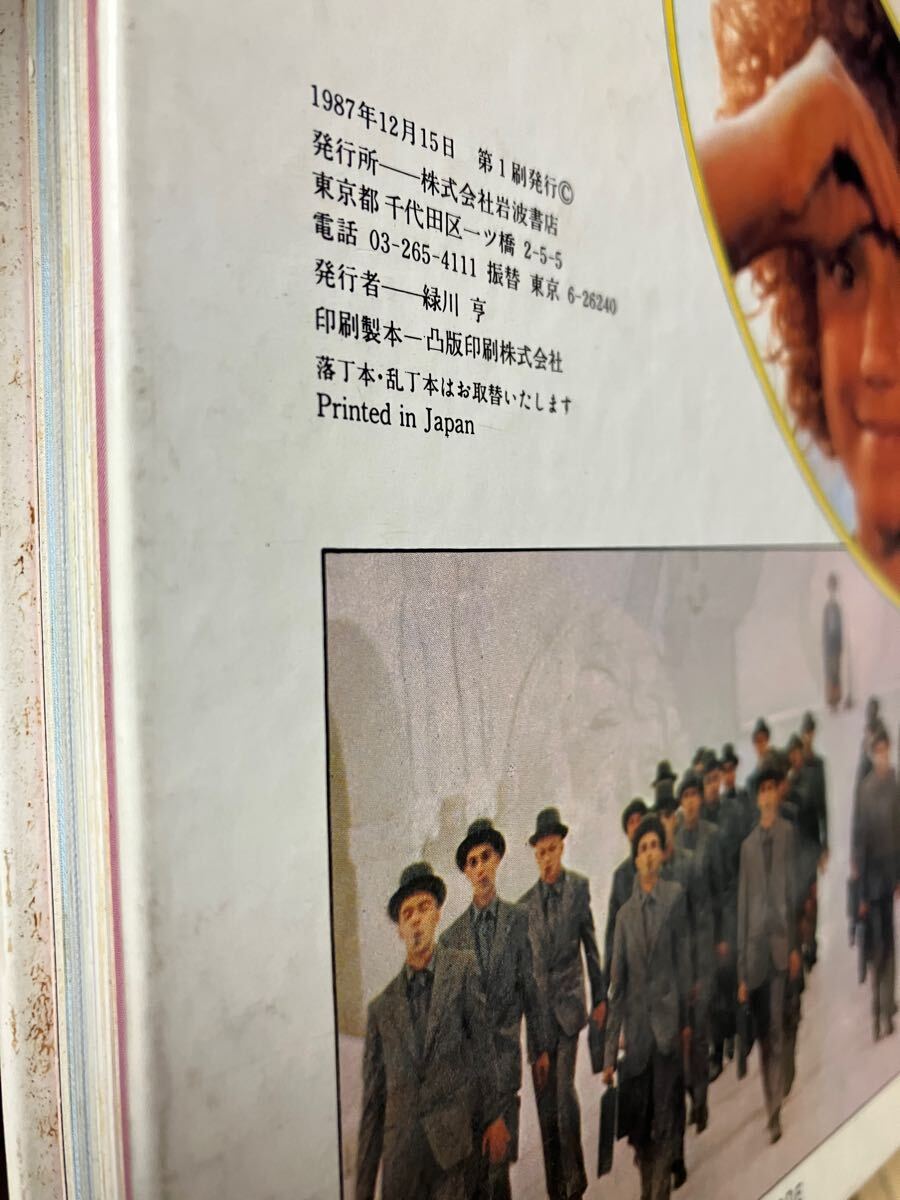 1987年12月15日　第1刷発行©
発行所──株式会社岩波書店
東京都 千代田区一ツ橋 2-5-5
電話 03-265-4111 振替 東京 6-26240
発行者──緑川 亨
印刷製本─凸版印刷株式会社
落丁本・乱丁本はお取替いたします
Printed in Japan